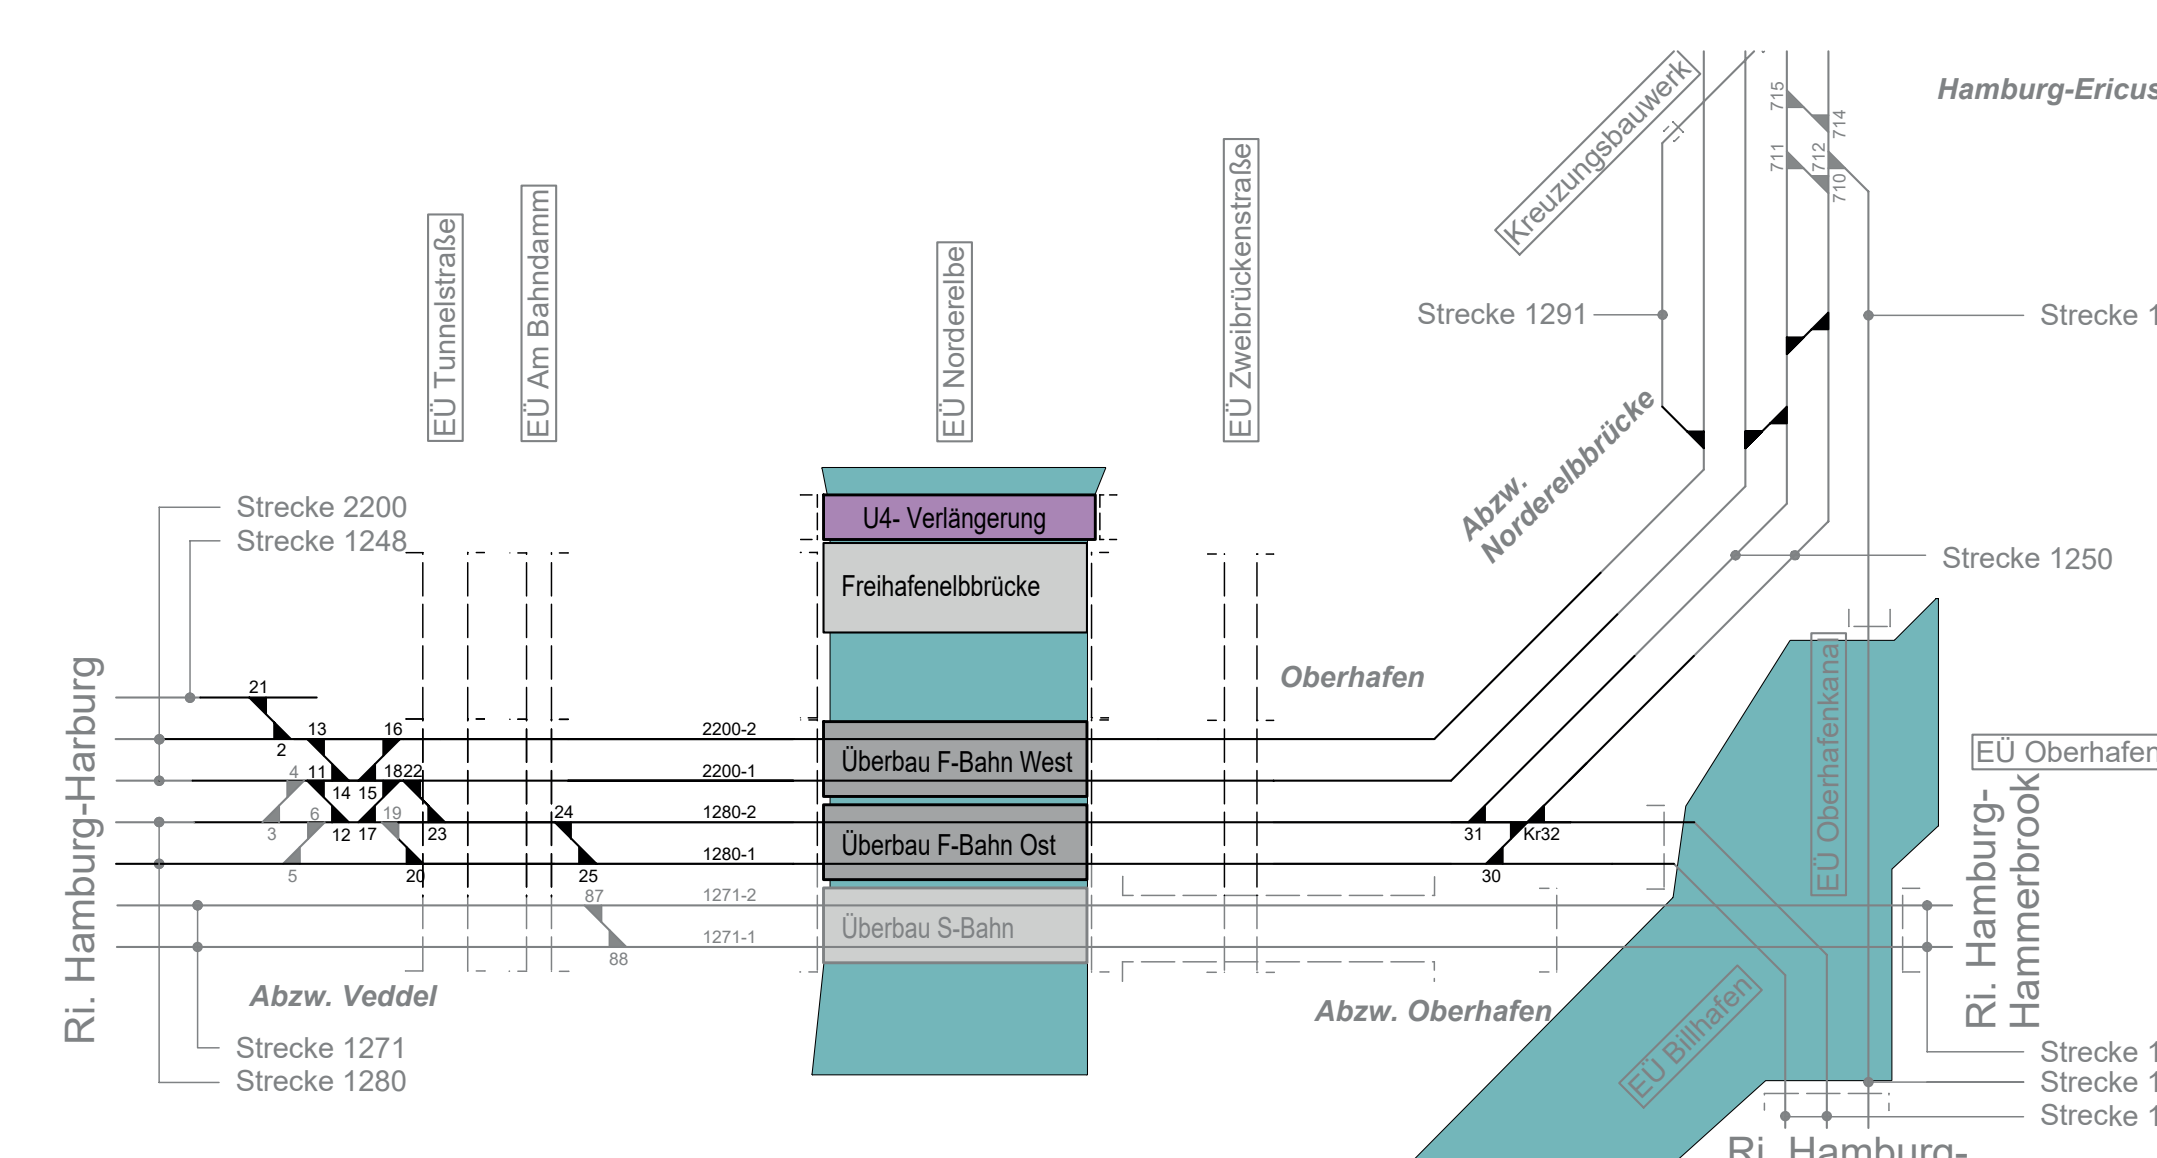 Hamburg-Ericus
Kreuzungsbauwerk
715
714
711
712
710
EÜ Tunnelstraße
EÜ Am Bahndamm
EÜ Norderelbe
EÜ Zweibrückenstraße
Strecke 1291
Strecke 1
Abzw.
Norderelbbrücke
Strecke 2200
Strecke 1248
U4- Verlängerung
Freihafenelbbrücke
Strecke 1250
Oberhafen
Ri. Hamburg-Harburg
21
2
13
16
2200-2
Überbau F-Bahn West
4
11
18
22
14
15
2200-1
EÜ Oberhafenkanal
EÜ Oberhafen
3
6
12
17
19
23
24
1280-2
Überbau F-Bahn Ost
31
Kr32
5
20
25
1280-1
30
87
1271-2
Überbau S-Bahn
88
1271-1
Ri. Hamburg-
Hammerbrook
Abzw. Veddel
Abzw. Oberhafen
EÜ Billhafen
Strecke 1271
Strecke 1280
Strecke 1
Strecke 1
Strecke 1
Ri. Hamburg-